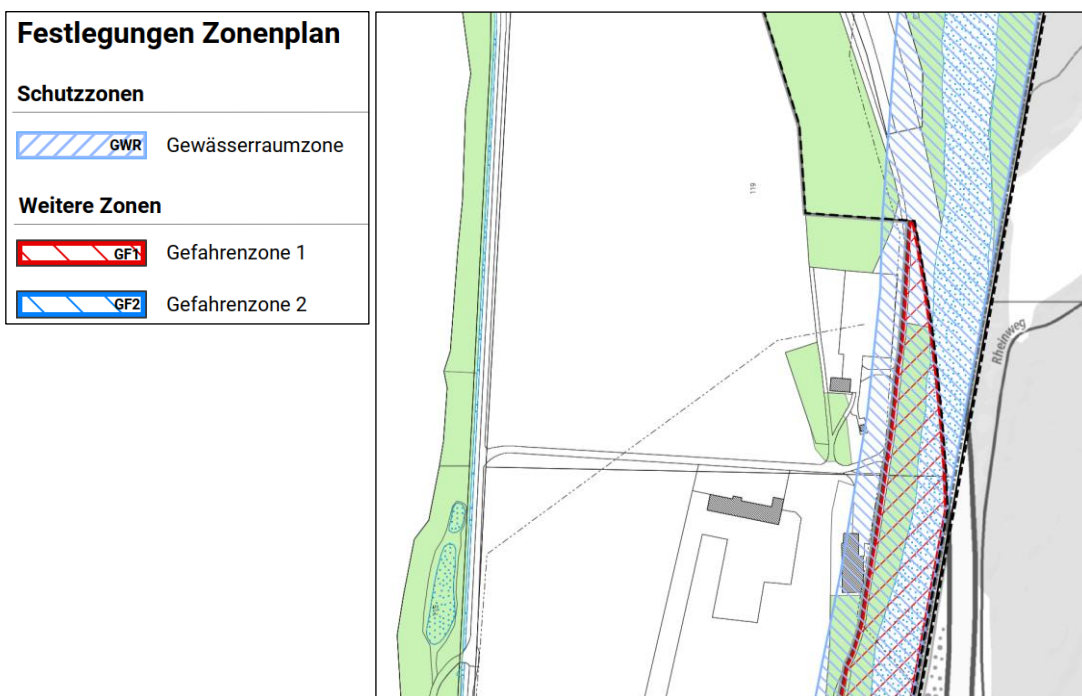 Festlegungen Zonenplan
Schutzzonen
GWR Gewässerraumzone
Weitere Zonen
GF1 Gefahrenzone 1
GF2 Gefahrenzone 2
119
Rheinweg